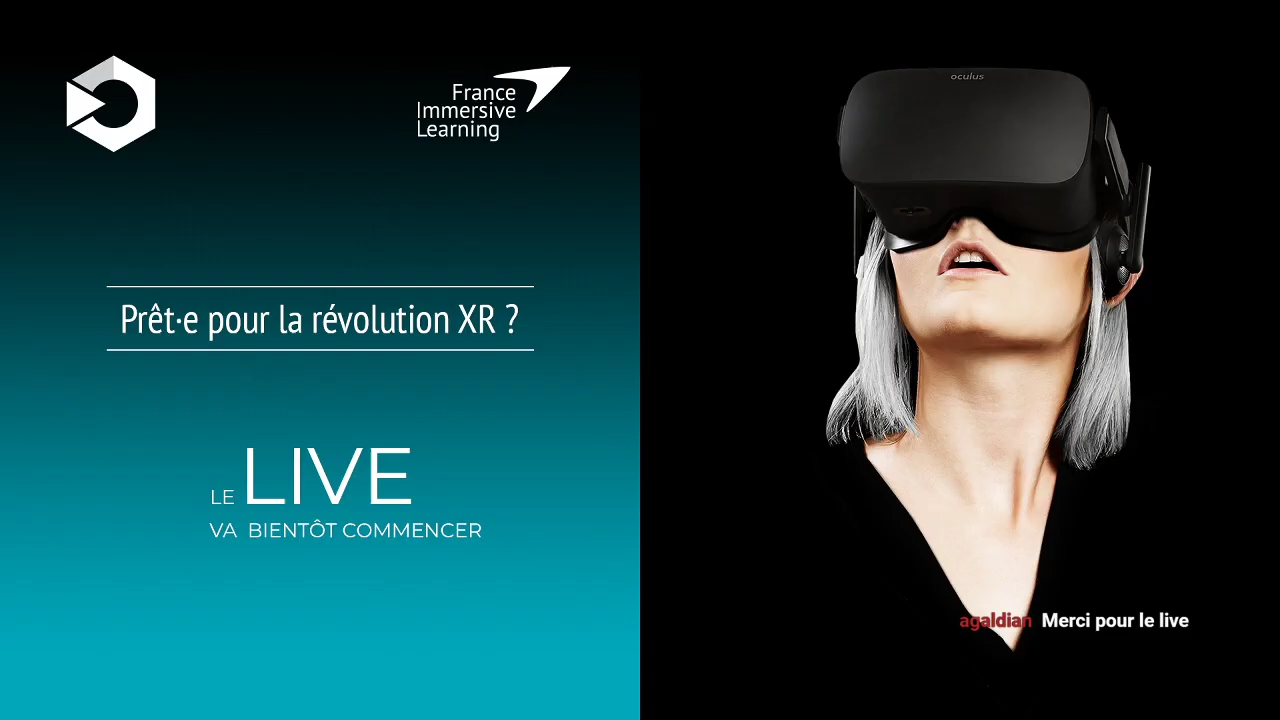 France
Immersive
Learning
oculus
Prêt·e pour la révolution XR ?
LE LIVE
VA BIENTÔT COMMENCER
agaldian Merci pour le live